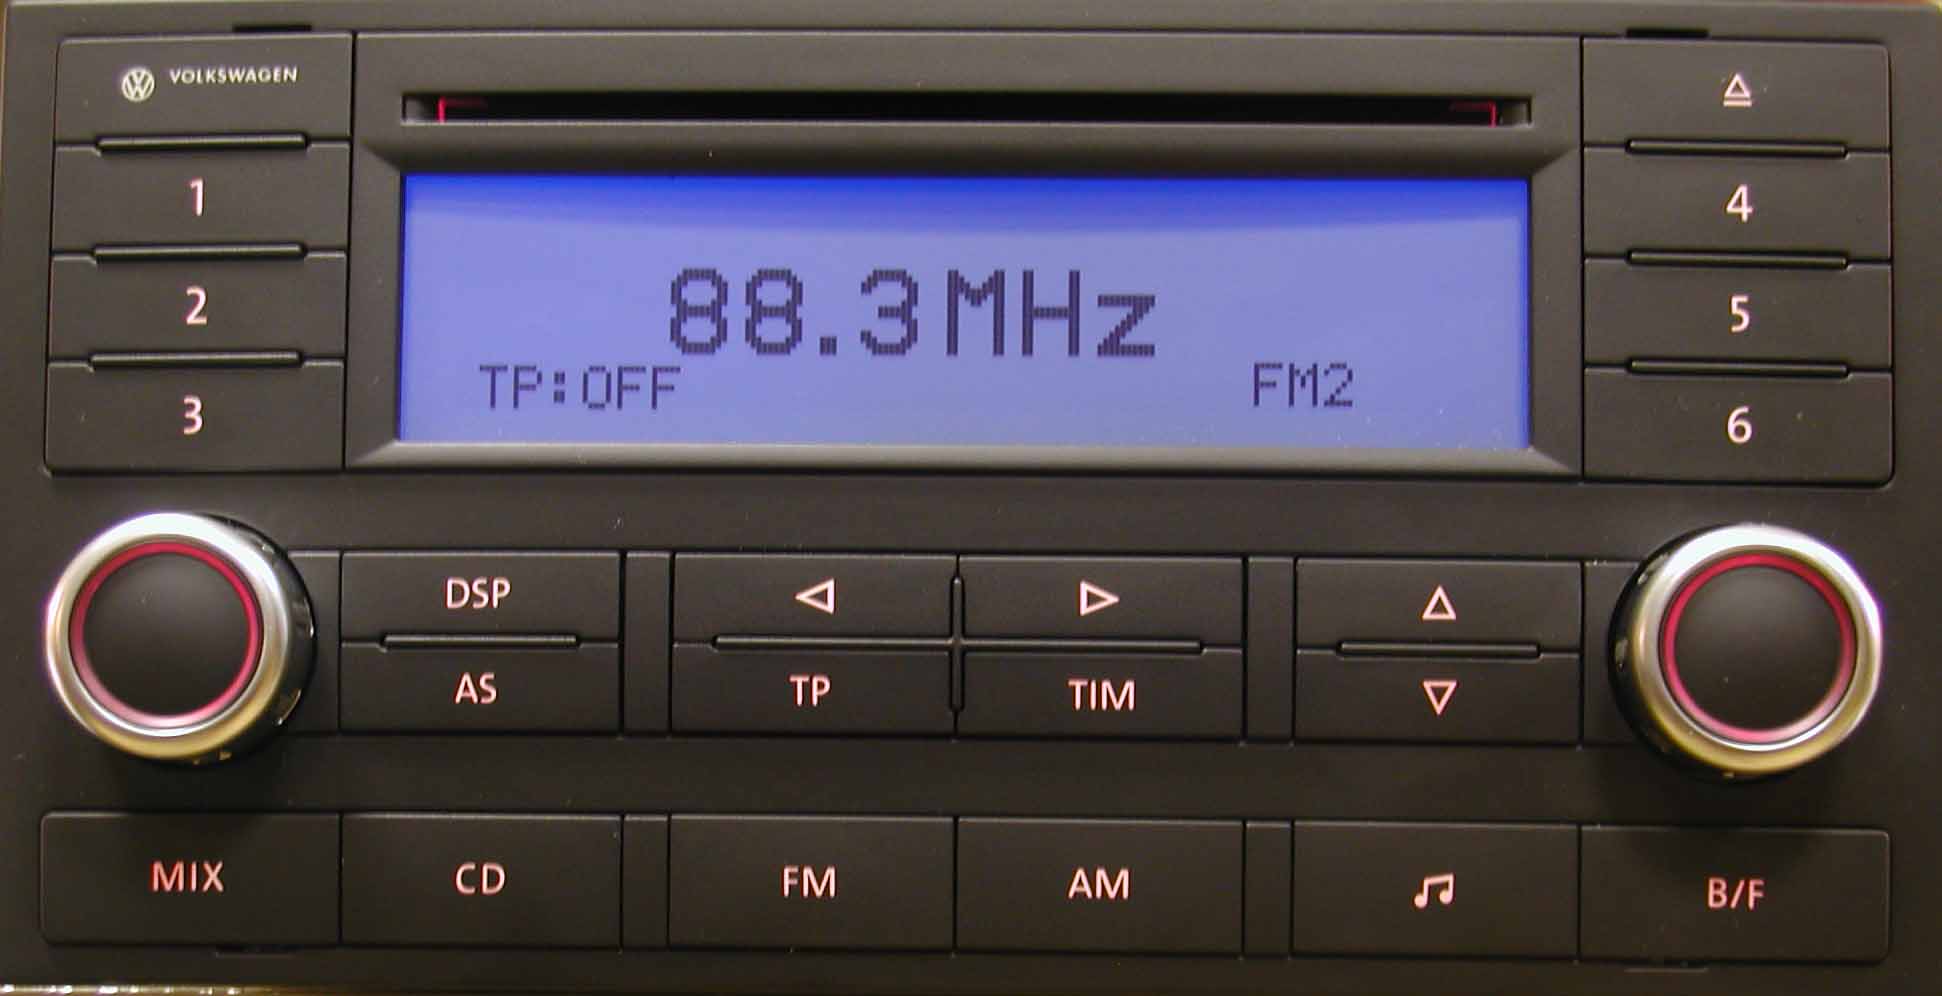 VOLKSWAGEN
1
2
3
4
5
6
88.3MHz
TP:OFF FM2
DSP
AS
TP
TIM
MIX
CD
FM
AM
B/F